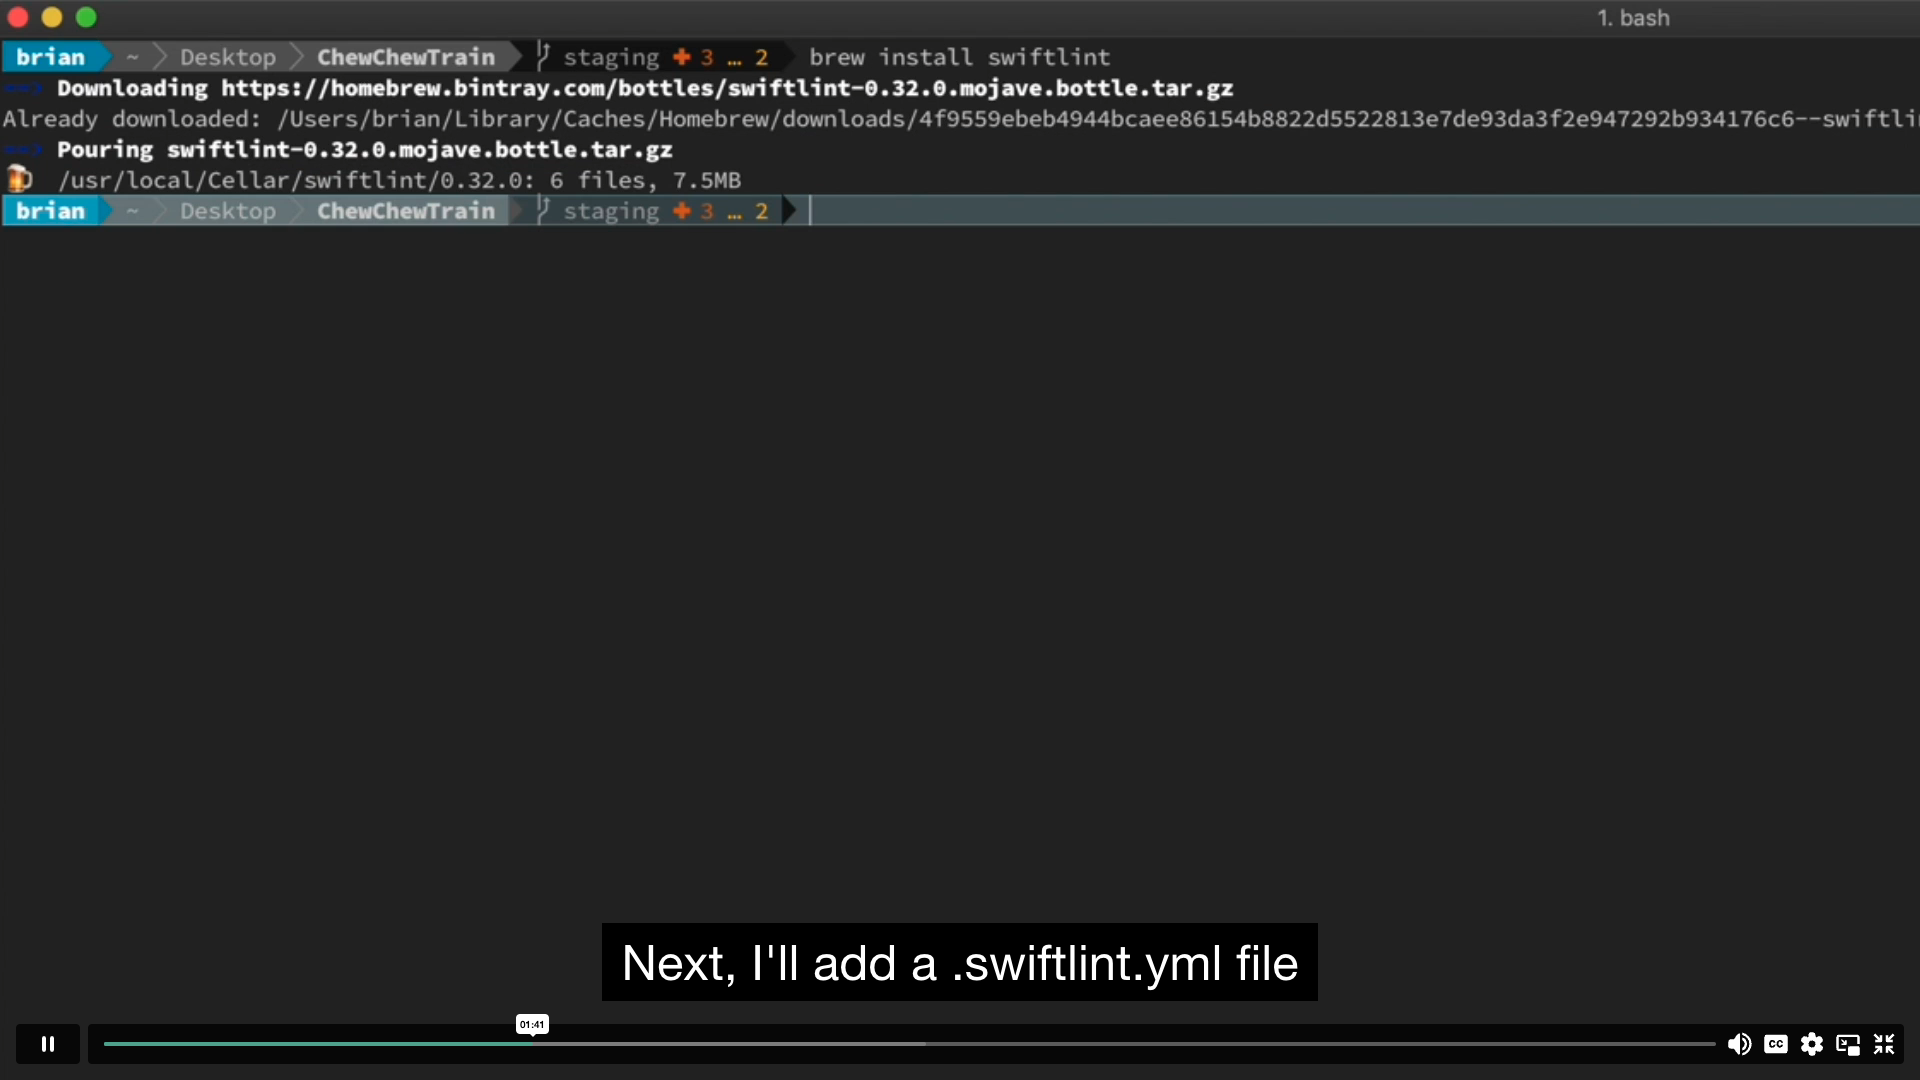 1. bash
brian ~ Desktop ChewChewTrain staging ✚ 3 … 2 brew install swiftlint
==> Downloading https://homebrew.bintray.com/bottles/swiftlint-0.32.0.mojave.bottle.tar.gz
Already downloaded: /Users/brian/Library/Caches/Homebrew/downloads/4f9559ebeb4944bcaee86154b8822d5522813e7de93da3f2e947292b934176c6--swiftli
==> Pouring swiftlint-0.32.0.mojave.bottle.tar.gz
🍺 /usr/local/Cellar/swiftlint/0.32.0: 6 files, 7.5MB
brian ~ Desktop ChewChewTrain staging ✚ 3 … 2
Next, I'll add a .swiftlint.yml file
01:41
CC